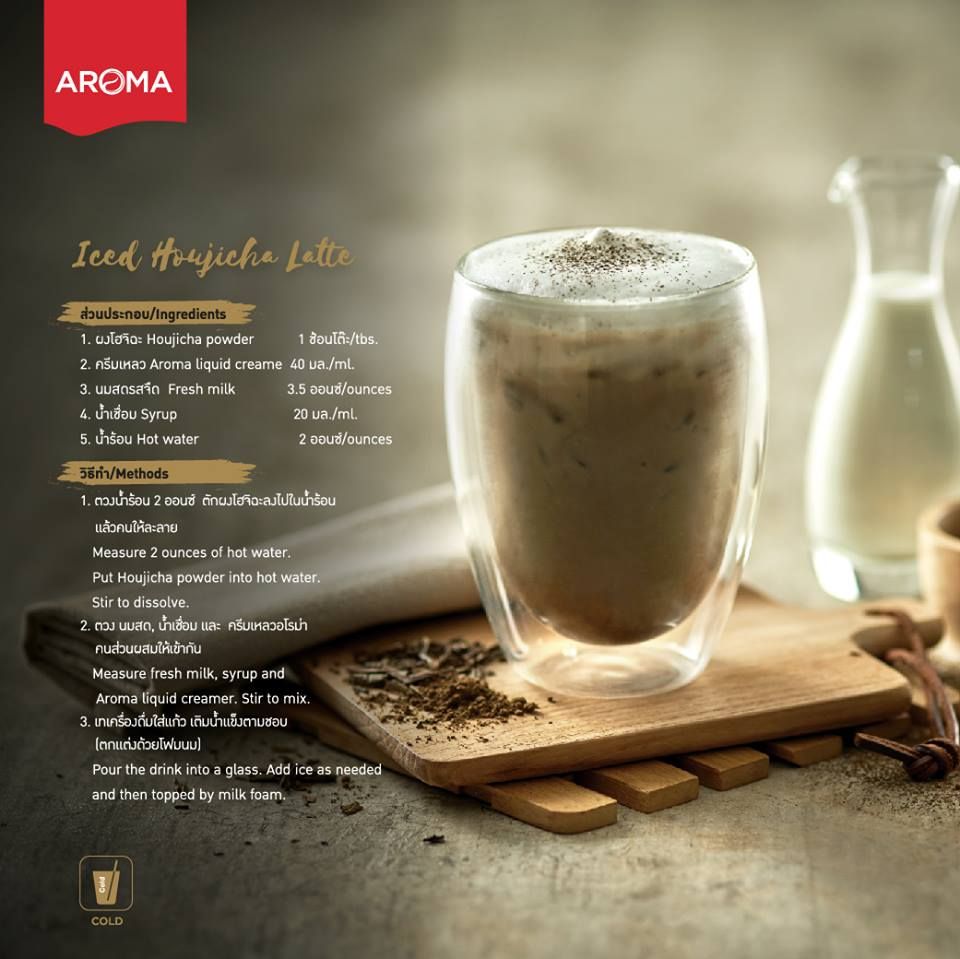 AROMA
Iced Houjicha Latte
ส่วนประกอบ/Ingredients
1. ผงโฮจิฉะ Houjicha powder 1 ช้อนโต๊ะ/tbs.
2. ครีมเหลว Aroma liquid creame 40 มล./ml.
3. นมสดรสจืด Fresh milk 3.5 ออนซ์/ounces
4. น้ำเชื่อม Syrup 20 มล./ml.
5. น้ำร้อน Hot water 2 ออนซ์/ounces
วิธีทำ/Methods
1. ตวงน้ำร้อน 2 ออนซ์ ตักผงโฮจิฉะลงไปในน้ำร้อน
แล้วคนให้ละลาย
Measure 2 ounces of hot water.
Put Houjicha powder into hot water.
Stir to dissolve.
2. ตวง นมสด, น้ำเชื่อม และ ครีมเหลวอโรม่า
คนส่วนผสมให้เข้ากัน
Measure fresh milk, syrup and
Aroma liquid creamer. Stir to mix.
3. เทเครื่องดื่มใส่แก้ว เติมน้ำแข็งตามชอบ
(ตกแต่งด้วยโฟมนม)
Pour the drink into a glass. Add ice as needed
and then topped by milk foam.
Cold
COLD